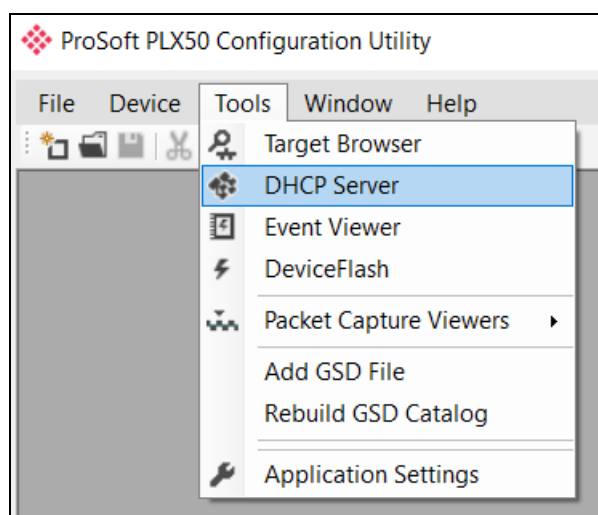 ProSoft PLX50 Configuration Utility
File Device Tools Window Help
Target Browser
DHCP Server
Event Viewer
DeviceFlash
Packet Capture Viewers
Add GSD File
Rebuild GSD Catalog
Application Settings